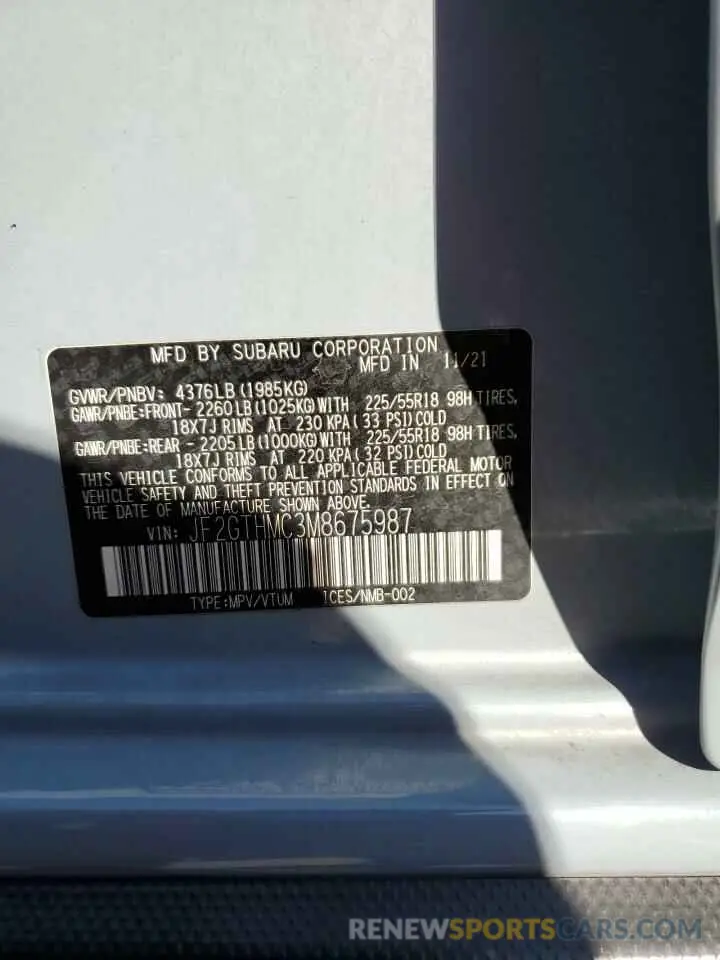 MFD BY SUBARU CORPORATION
MFD IN 11/21
GVWR/PNBV: 4376LB(1985KG)
GAWR/PNBE:FRONT- 2260LB(1025KG)WITH 225/55R18 98H TIRES,
18X7J RIMS AT 230 KPA(33 PSI)COLD
GAWR/PNBE:REAR - 2205LB(1000KG)WITH 225/55R18 98H TIRES,
18X7J RIMS AT 220 KPA(32 PSI)COLD
THIS VEHICLE CONFORMS TO ALL APPLICABLE FEDERAL MOTOR
VEHICLE SAFETY AND THEFT PREVENTION STANDARDS IN EFFECT ON
THE DATE OF MANUFACTURE SHOWN ABOVE.
VIN: JF2GTHMC3M8675987
TYPE:MPV/VTUM ICES/NMB-002
RENEWSPORTSCARS.COM